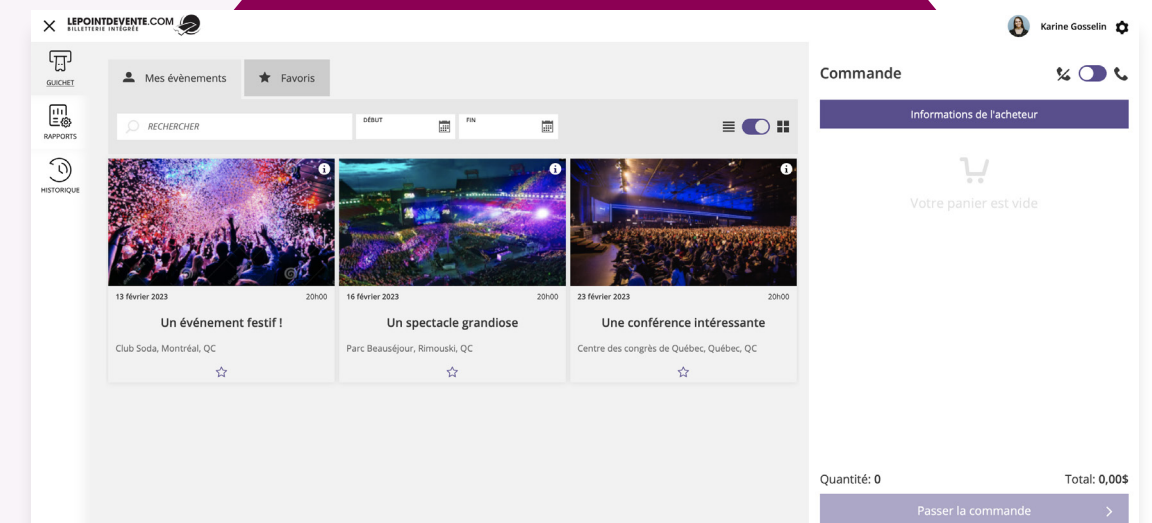 LEPOINTDEVENTE.COM
BILLETTERIE INTÉGRÉE
Karine Gosselin
GUICHET
RAPPORTS
HISTORIQUE
Mes évènements
Favoris
RECHERCHER
DÉBUT
FIN
13 février 2023 20h00
Un événement festif !
Club Soda, Montréal, QC
16 février 2023 20h00
Un spectacle grandiose
Parc Beauséjour, Rimouski, QC
23 février 2023 20h00
Une conférence intéressante
Centre des congrès de Québec, Québec, QC
Commande
Informations de l'acheteur
Votre panier est vide
Quantité: 0 Total: 0,00$
Passer la commande